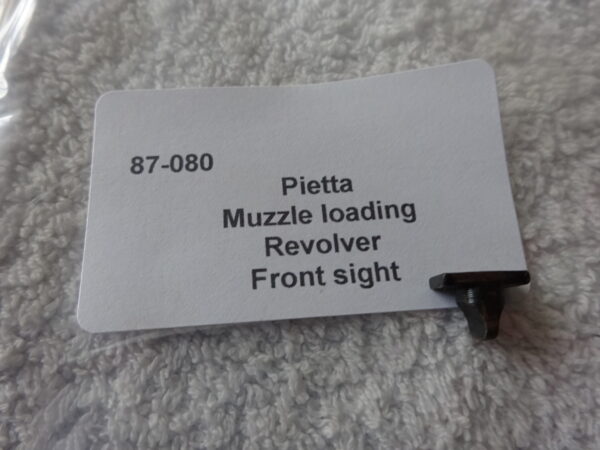 87-080
Pietta
Muzzle loading
Revolver
Front sight